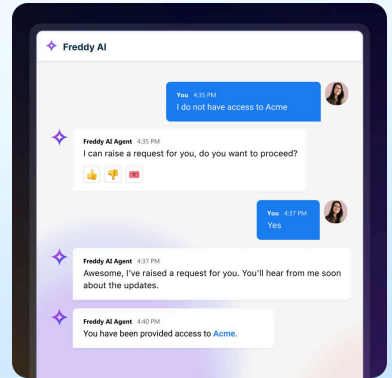 Freddy AI
You 4:35 PM
I do not have access to Acme
Freddy AI Agent 4:35 PM
I can raise a request for you, do you want to proceed?
You 4:37 PM
Yes
Freddy AI Agent 4:37 PM
Awesome, I've raised a request for you. You'll hear from me soon
about the updates.
Freddy AI Agent 4:40 PM
You have been provided access to Acme.